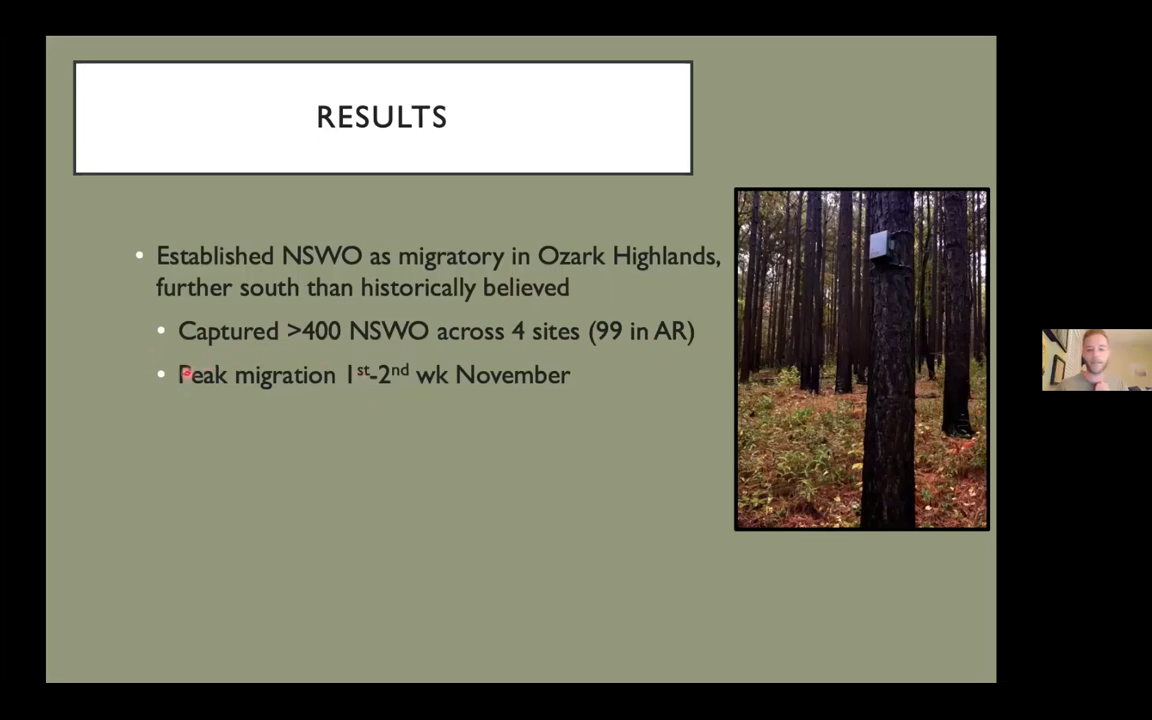 RESULTS
• Established NSWO as migratory in Ozark Highlands,
further south than historically believed
• Captured >400 NSWO across 4 sites (99 in AR)
• Peak migration 1st-2nd wk November